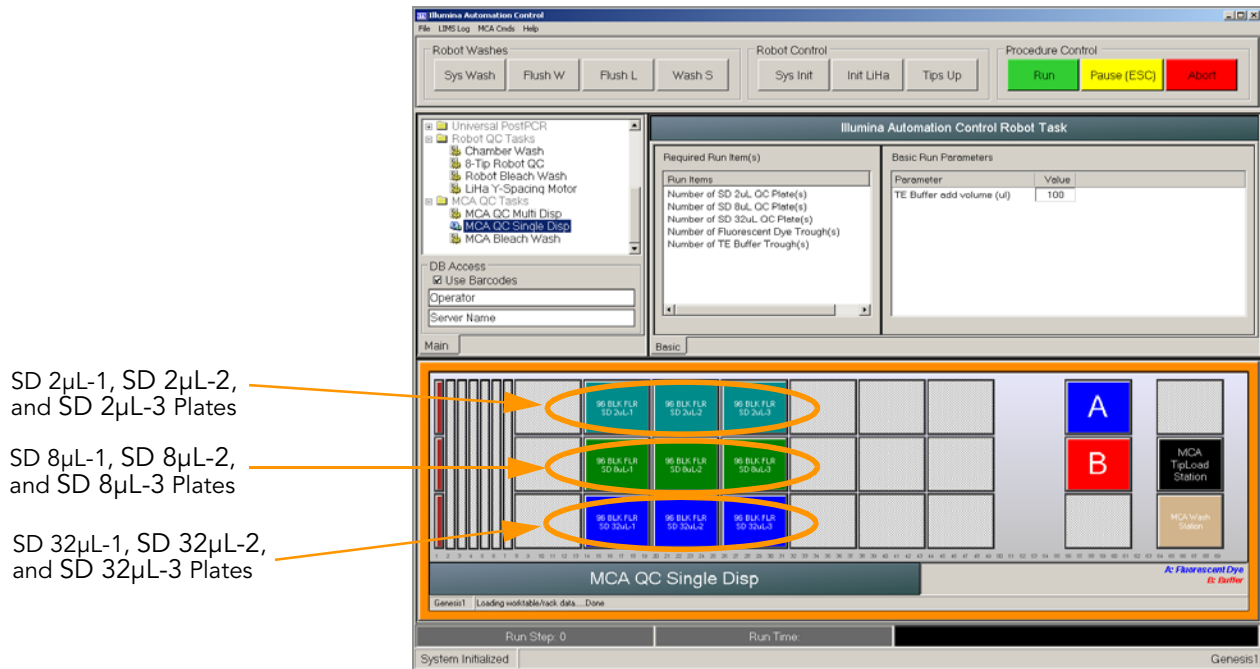 Illumina Automation Control
File LIMS Log MCA Cmds Help
Robot Washes
Sys Wash Flush W Flush L Wash S
Robot Control
Sys Init Init LiHa Tips Up
Procedure Control
Run Pause (ESC) Abort
Universal PostPCR
Robot QC Tasks
Chamber Wash
8-Tip Robot QC
Robot Bleach Wash
LiHa Y-Spacing Motor
MCA QC Tasks
MCA QC Multi Disp
MCA QC Single Disp
MCA Bleach Wash
DB Access
Use Barcodes
Operator
Server Name
Main
Illumina Automation Control Robot Task
Required Run Item(s)
Run Items
Number of SD 2uL QC Plate(s)
Number of SD 8uL QC Plate(s)
Number of SD 32uL QC Plate(s)
Number of Fluorescent Dye Trough(s)
Number of TE Buffer Trough(s)
Basic Run Parameters
Parameter Value
TE Buffer add volume (ul) 100
Basic
SD 2µL-1, SD 2µL-2,
and SD 2µL-3 Plates
SD 8µL-1, SD 8µL-2,
and SD 8µL-3 Plates
SD 32µL-1, SD 32µL-2,
and SD 32µL-3 Plates
96 BLK FLR 96 BLK FLR 96 BLK FLR
SD 2uL-1 SD 2uL-2 SD 2uL-3
A
96 BLK FLR 96 BLK FLR 96 BLK FLR
SD 8uL-1 SD 8uL-2 SD 8uL-3
B
MCA
TipLoad
Station
96 BLK FLR 96 BLK FLR 96 BLK FLR
SD 32uL-1 SD 32uL-2 SD 32uL-3
MCA Wash
Station
MCA QC Single Disp
A: Fluorescent Dye
B: Buffer
Genesis1 Loading worktable/rack data....Done
Run Step: 0 Run Time:
System Initialized Genesis1